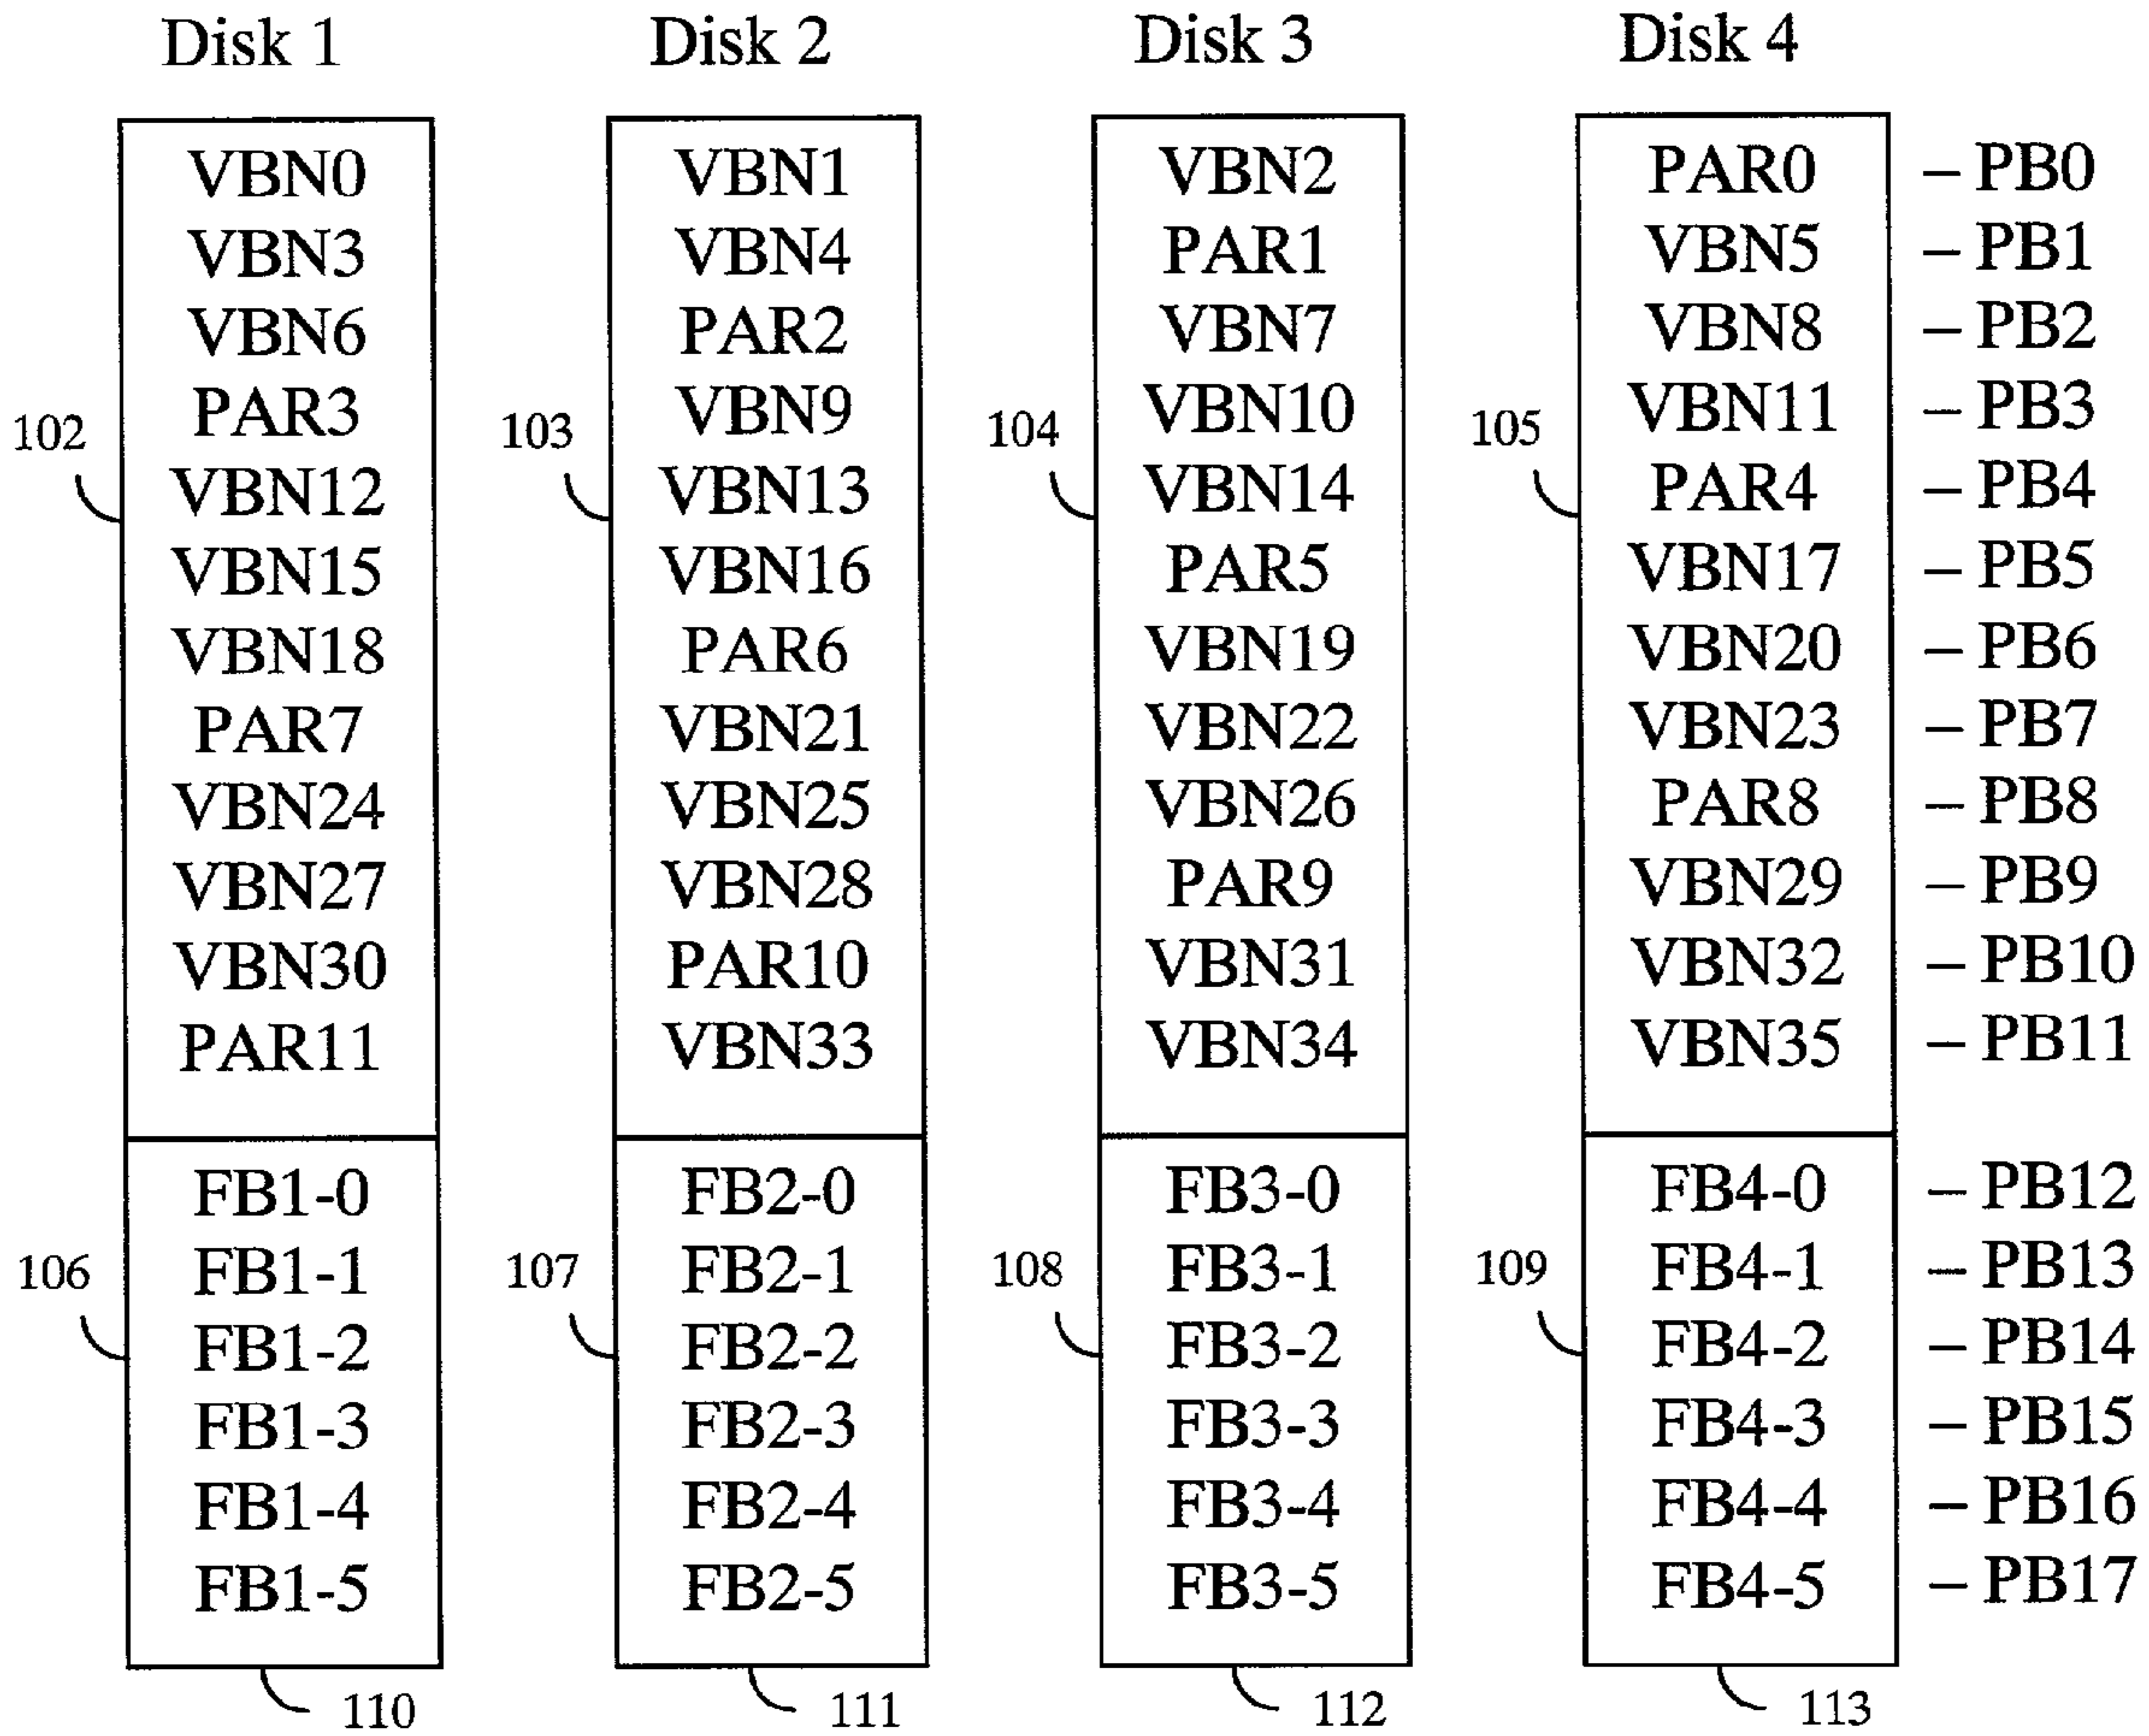 Disk 1 Disk 2 Disk 3 Disk 4
VBN0 VBN1 VBN2 PAR0 – PB0
VBN3 VBN4 PAR1 VBN5 – PB1
VBN6 PAR2 VBN7 VBN8 – PB2
102 PAR3 103 VBN9 104 VBN10 105 VBN11 – PB3
VBN12 VBN13 VBN14 PAR4 – PB4
VBN15 VBN16 PAR5 VBN17 – PB5
VBN18 PAR6 VBN19 VBN20 – PB6
PAR7 VBN21 VBN22 VBN23 – PB7
VBN24 VBN25 VBN26 PAR8 – PB8
VBN27 VBN28 PAR9 VBN29 – PB9
VBN30 PAR10 VBN31 VBN32 – PB10
PAR11 VBN33 VBN34 VBN35 – PB11
FB1-0 FB2-0 FB3-0 FB4-0 – PB12
106 FB1-1 107 FB2-1 108 FB3-1 109 FB4-1 – PB13
FB1-2 FB2-2 FB3-2 FB4-2 – PB14
FB1-3 FB2-3 FB3-3 FB4-3 – PB15
FB1-4 FB2-4 FB3-4 FB4-4 – PB16
FB1-5 FB2-5 FB3-5 FB4-5 – PB17
110 111 112 113